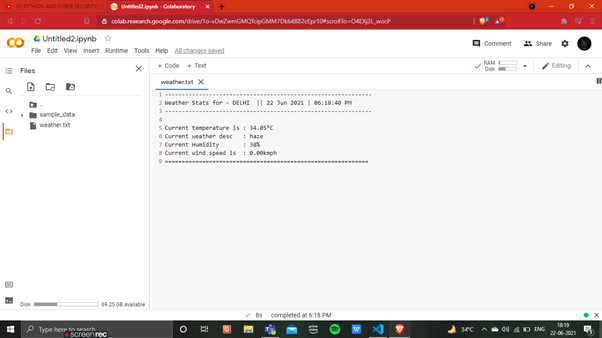 (1) PYTHON AND CYBER SECURITY
Untitled2.ipynb - Colaboratory
colab.research.google.com/drive/1o-vDwZwmGMQTcipGMM7Dk64B82cEpr10#scrollTo=O4EXj2L_wocP
Untitled2.ipynb
File Edit View Insert Runtime Tools Help All changes saved
Comment Share
Files
+ Code + Text
RAM
Disk
Editing
..
sample_data
weather.txt
weather.txt
1 ------------------------------------------------------------
2 Weather Stats for - DELHI || 22 Jun 2021 | 06:18:40 PM
3 ------------------------------------------------------------
4
5 Current temperature is : 34.05°C
6 Current weather desc : haze
7 Current Humidity : 38%
8 Current wind speed is : 0.00kmph
9 ============================================================
Disk 69.25 GB available
8s completed at 6:18 PM
Type here to search
screenrec
34°C
ENG
18:19
22-06-2021